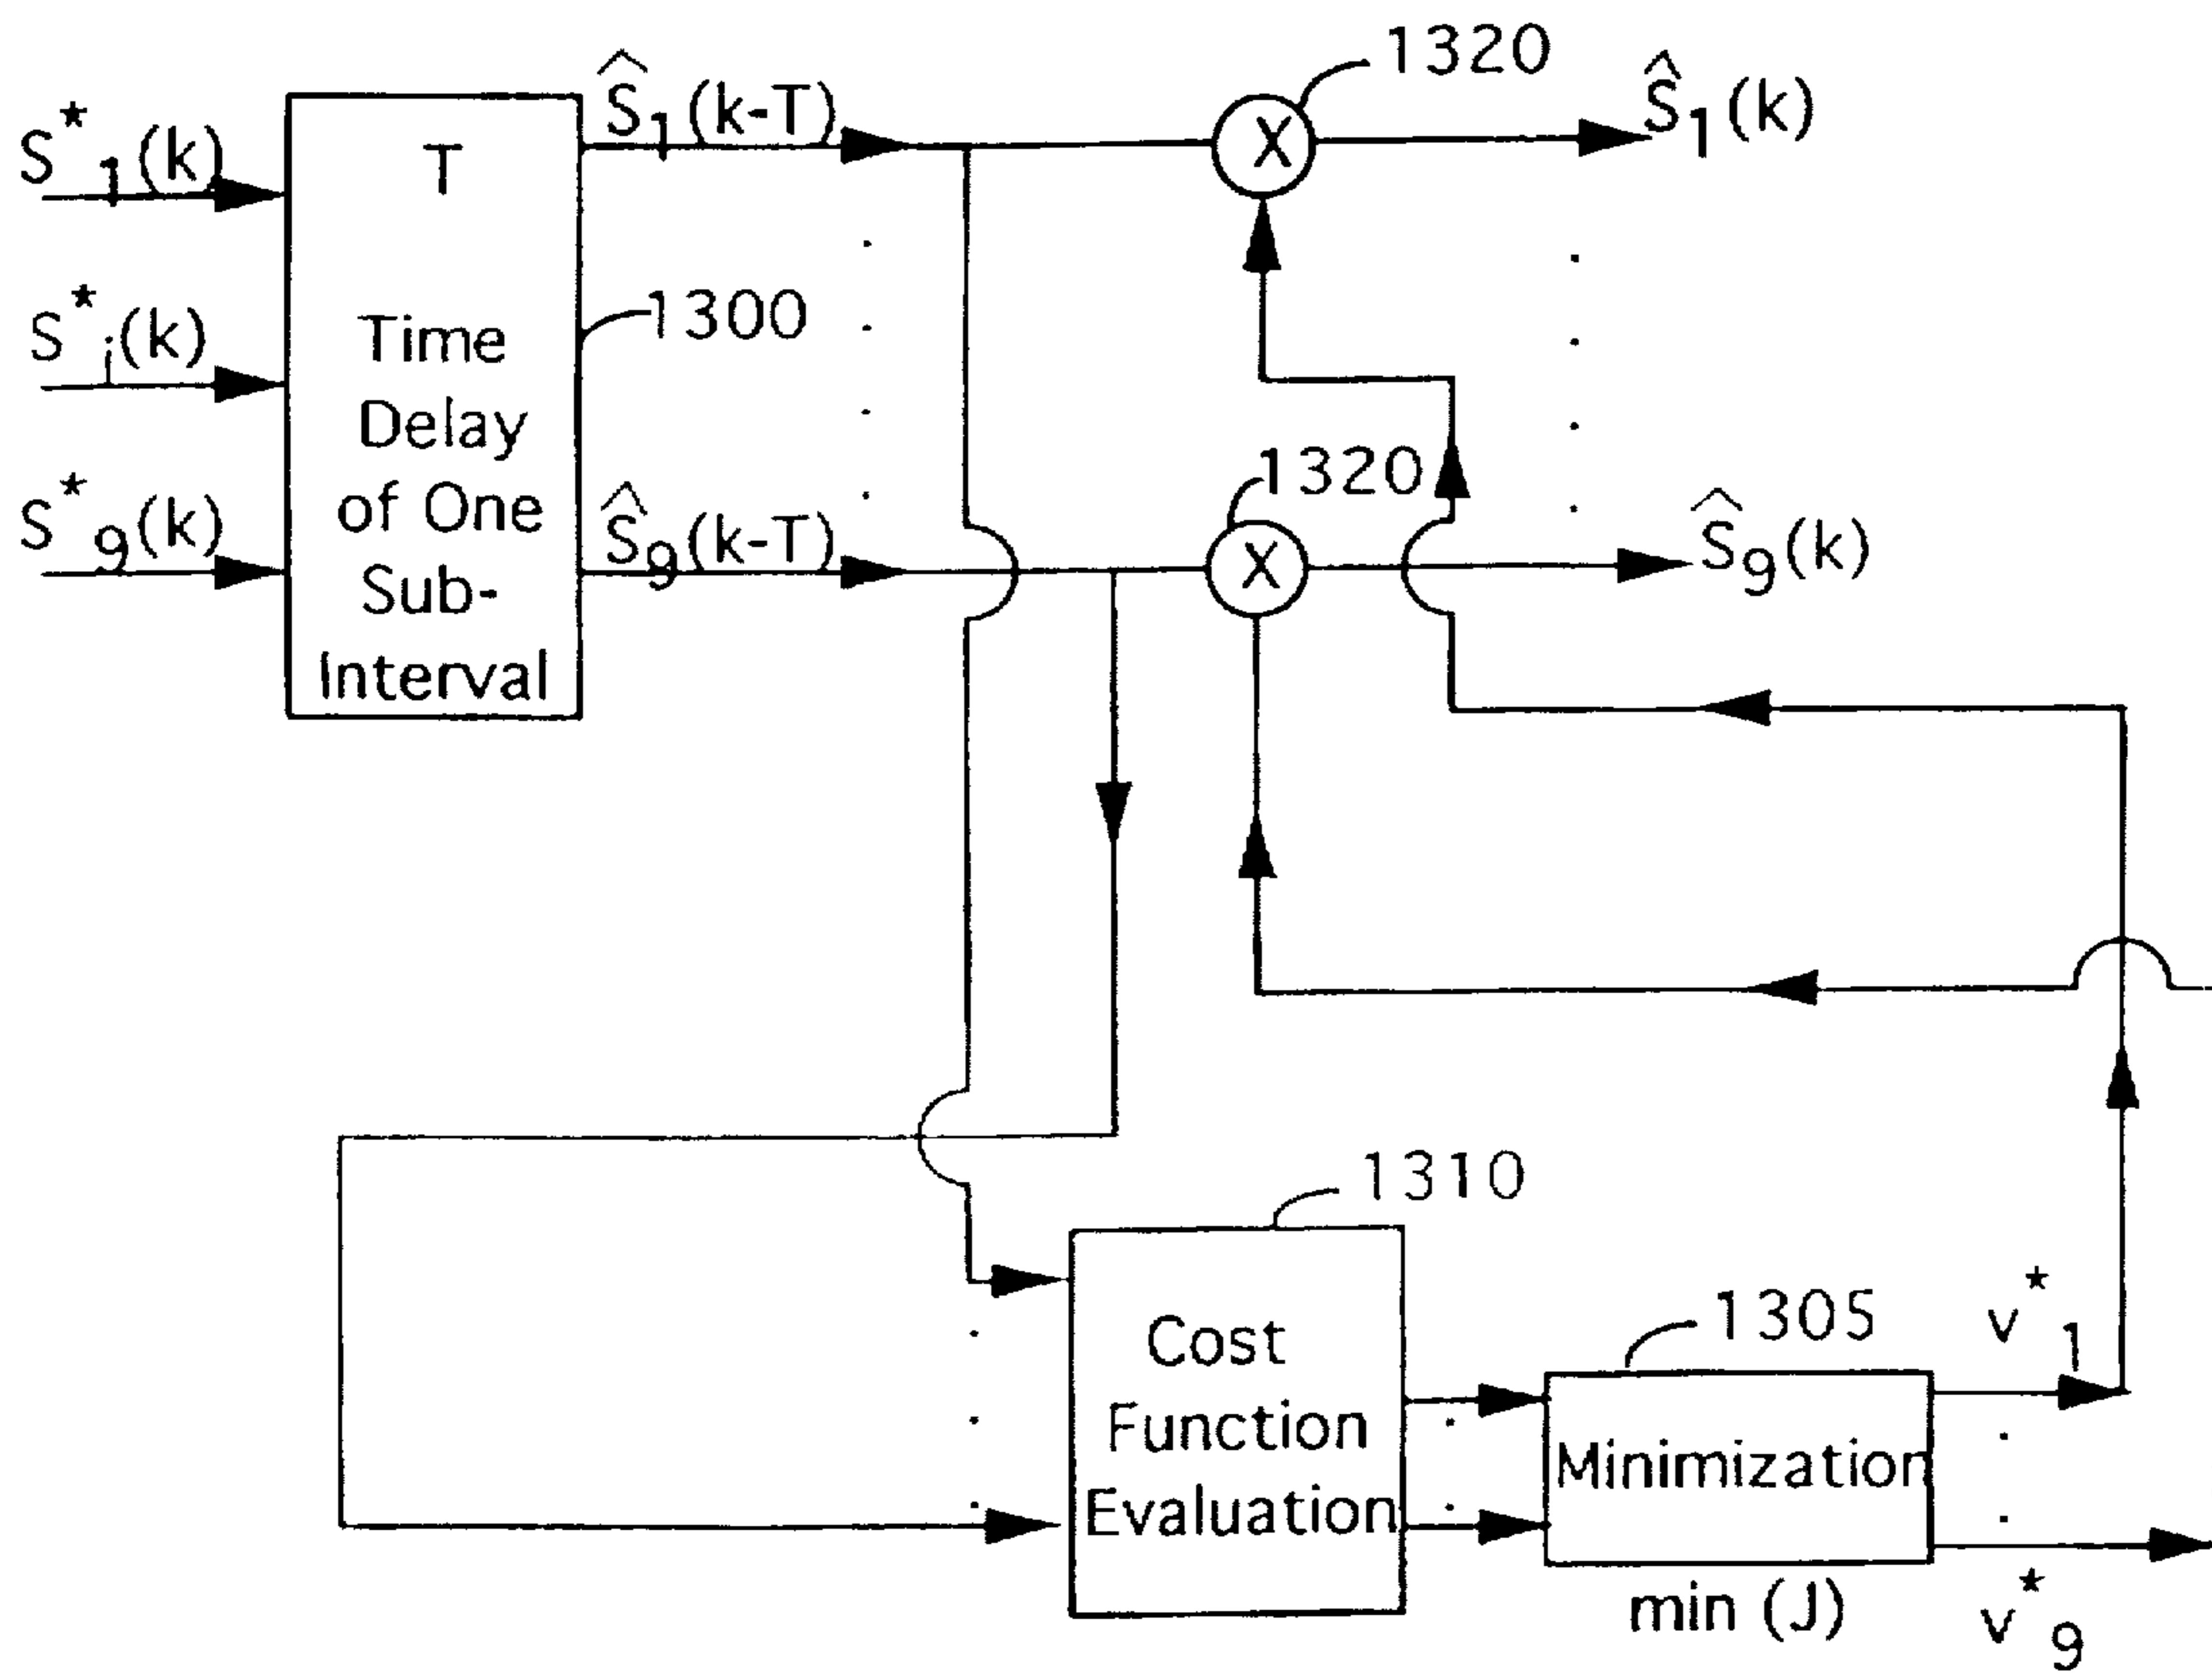 1320
Ŝ1(k-T)
Ŝ1(k)
S*1(k)
T
1300
S*i(k)
Time
Delay
of One
Sub-
Interval
1320
S*9(k)
Ŝ9(k-T)
Ŝ9(k)
X
X
1310
Cost
Function
Evaluation
1305
Minimization
min (J)
v*1
v*9